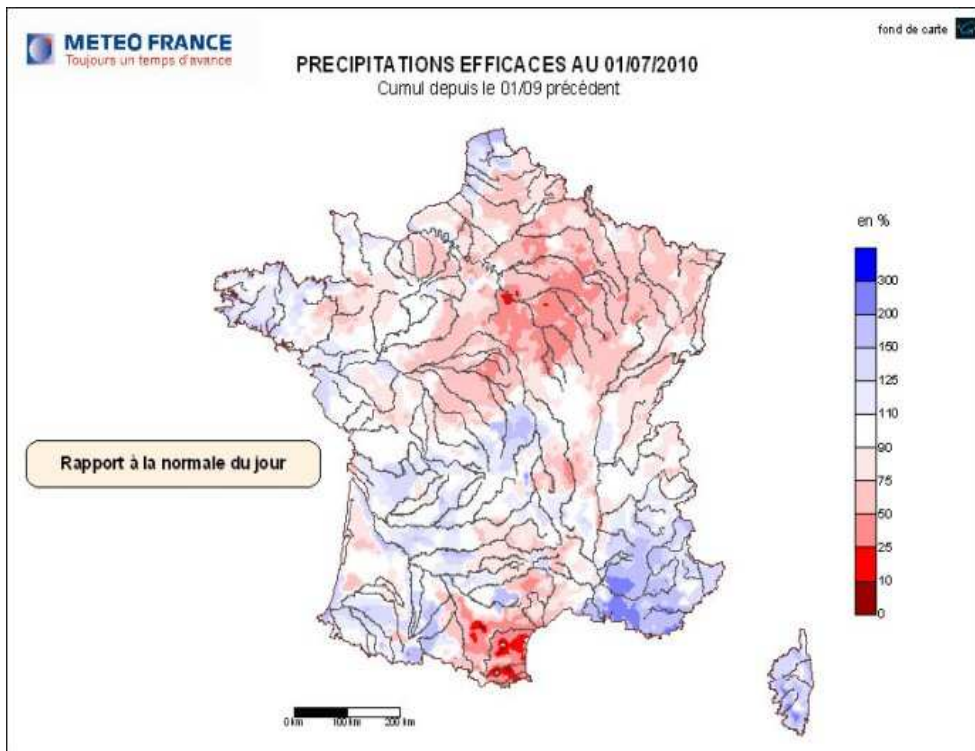 METEO FRANCE
Toujours un temps d'avance
fond de carte
PRECIPITATIONS EFFICACES AU 01/07/2010
Cumul depuis le 01/09 précédent
en %
300
200
150
110
90
75
50
25
10
0
Rapport à la normale du jour
0 km 100 km 200 km